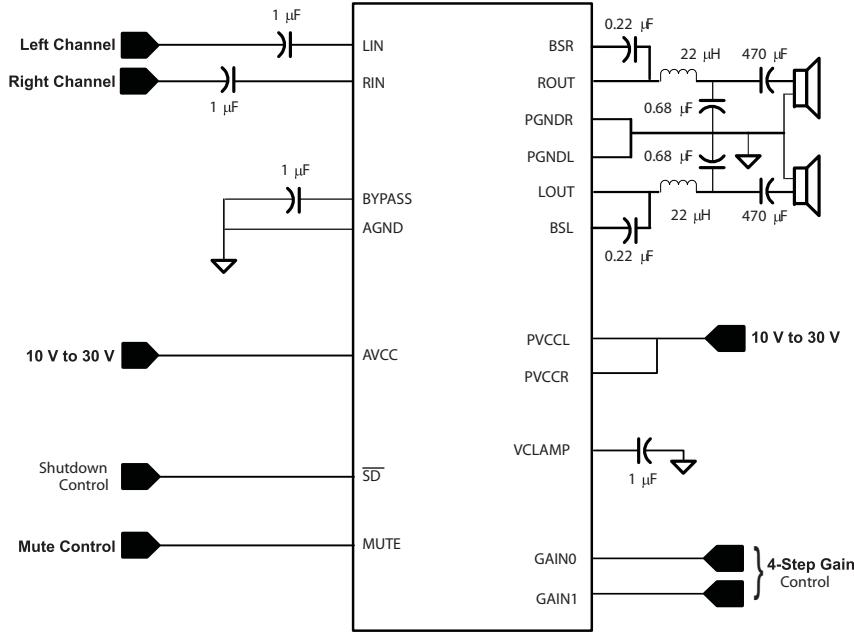 1 μF
Left Channel
LIN
Right Channel
RIN
1 μF
1 μF
BYPASS
AGND
10 V to 30 V
AVCC
Shutdown
Control
SD
Mute Control
MUTE
0.22 μF
BSR
22 μH
470 μF
ROUT
0.68 μF
PGNDR
PGNDL
0.68 μF
LOUT
22 μH
470 μF
BSL
0.22 μF
PVCCL
10 V to 30 V
PVCCR
VCLAMP
1 μF
GAIN0
4-Step Gain
Control
GAIN1